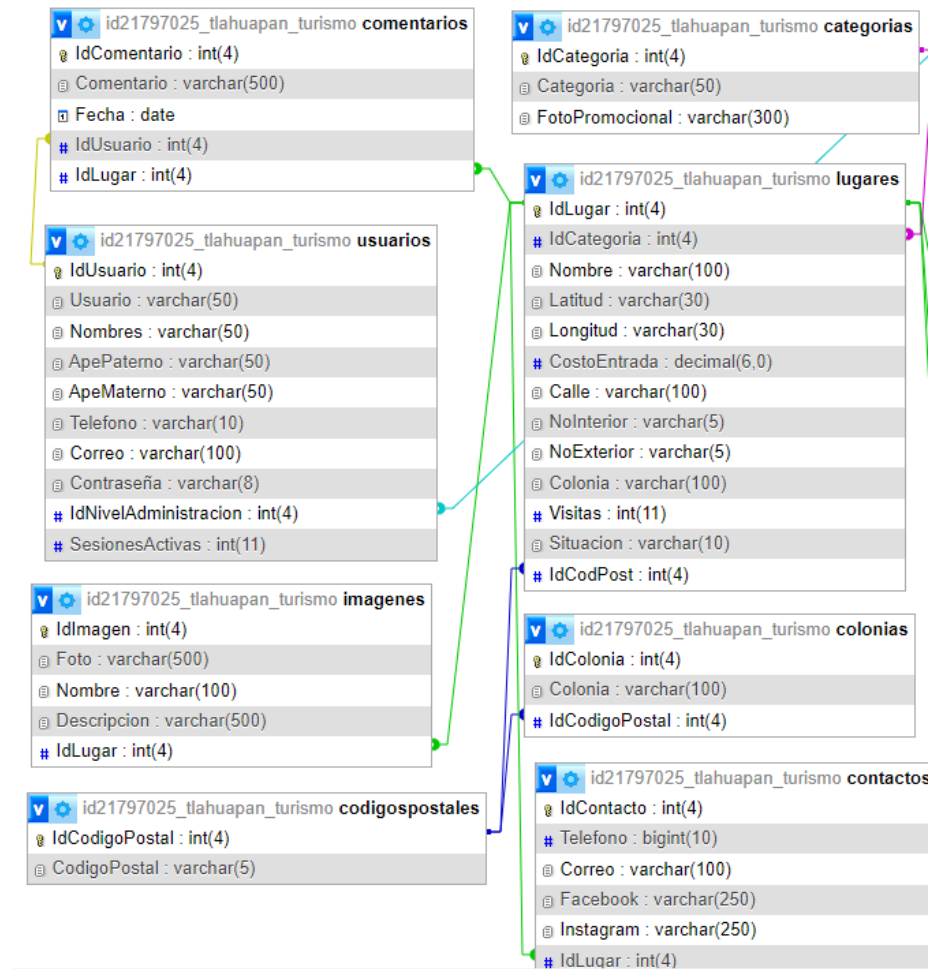 id21797025_tlahuapan_turismo comentarios
IdComentario : int(4)
Comentario : varchar(500)
Fecha : date
IdUsuario : int(4)
IdLugar : int(4)
id21797025_tlahuapan_turismo usuarios
IdUsuario : int(4)
Usuario : varchar(50)
Nombres : varchar(50)
ApePaterno : varchar(50)
ApeMaterno : varchar(50)
Telefono : varchar(10)
Correo : varchar(100)
Contraseña : varchar(8)
IdNivelAdministracion : int(4)
SesionesActivas : int(11)
id21797025_tlahuapan_turismo imagenes
IdImagen : int(4)
Foto : varchar(500)
Nombre : varchar(100)
Descripcion : varchar(500)
IdLugar : int(4)
id21797025_tlahuapan_turismo codigospostales
IdCodigoPostal : int(4)
CodigoPostal : varchar(5)
id21797025_tlahuapan_turismo categorias
IdCategoria : int(4)
Categoria : varchar(50)
FotoPromocional : varchar(300)
id21797025_tlahuapan_turismo lugares
IdLugar : int(4)
IdCategoria : int(4)
Nombre : varchar(100)
Latitud : varchar(30)
Longitud : varchar(30)
CostoEntrada : decimal(6,0)
Calle : varchar(100)
NoInterior : varchar(5)
NoExterior : varchar(5)
Colonia : varchar(100)
Visitas : int(11)
Situacion : varchar(10)
IdCodPost : int(4)
id21797025_tlahuapan_turismo colonias
IdColonia : int(4)
Colonia : varchar(100)
IdCodigoPostal : int(4)
id21797025_tlahuapan_turismo contactos
IdContacto : int(4)
Telefono : bigint(10)
Correo : varchar(100)
Facebook : varchar(250)
Instagram : varchar(250)
IdLugar : int(4)